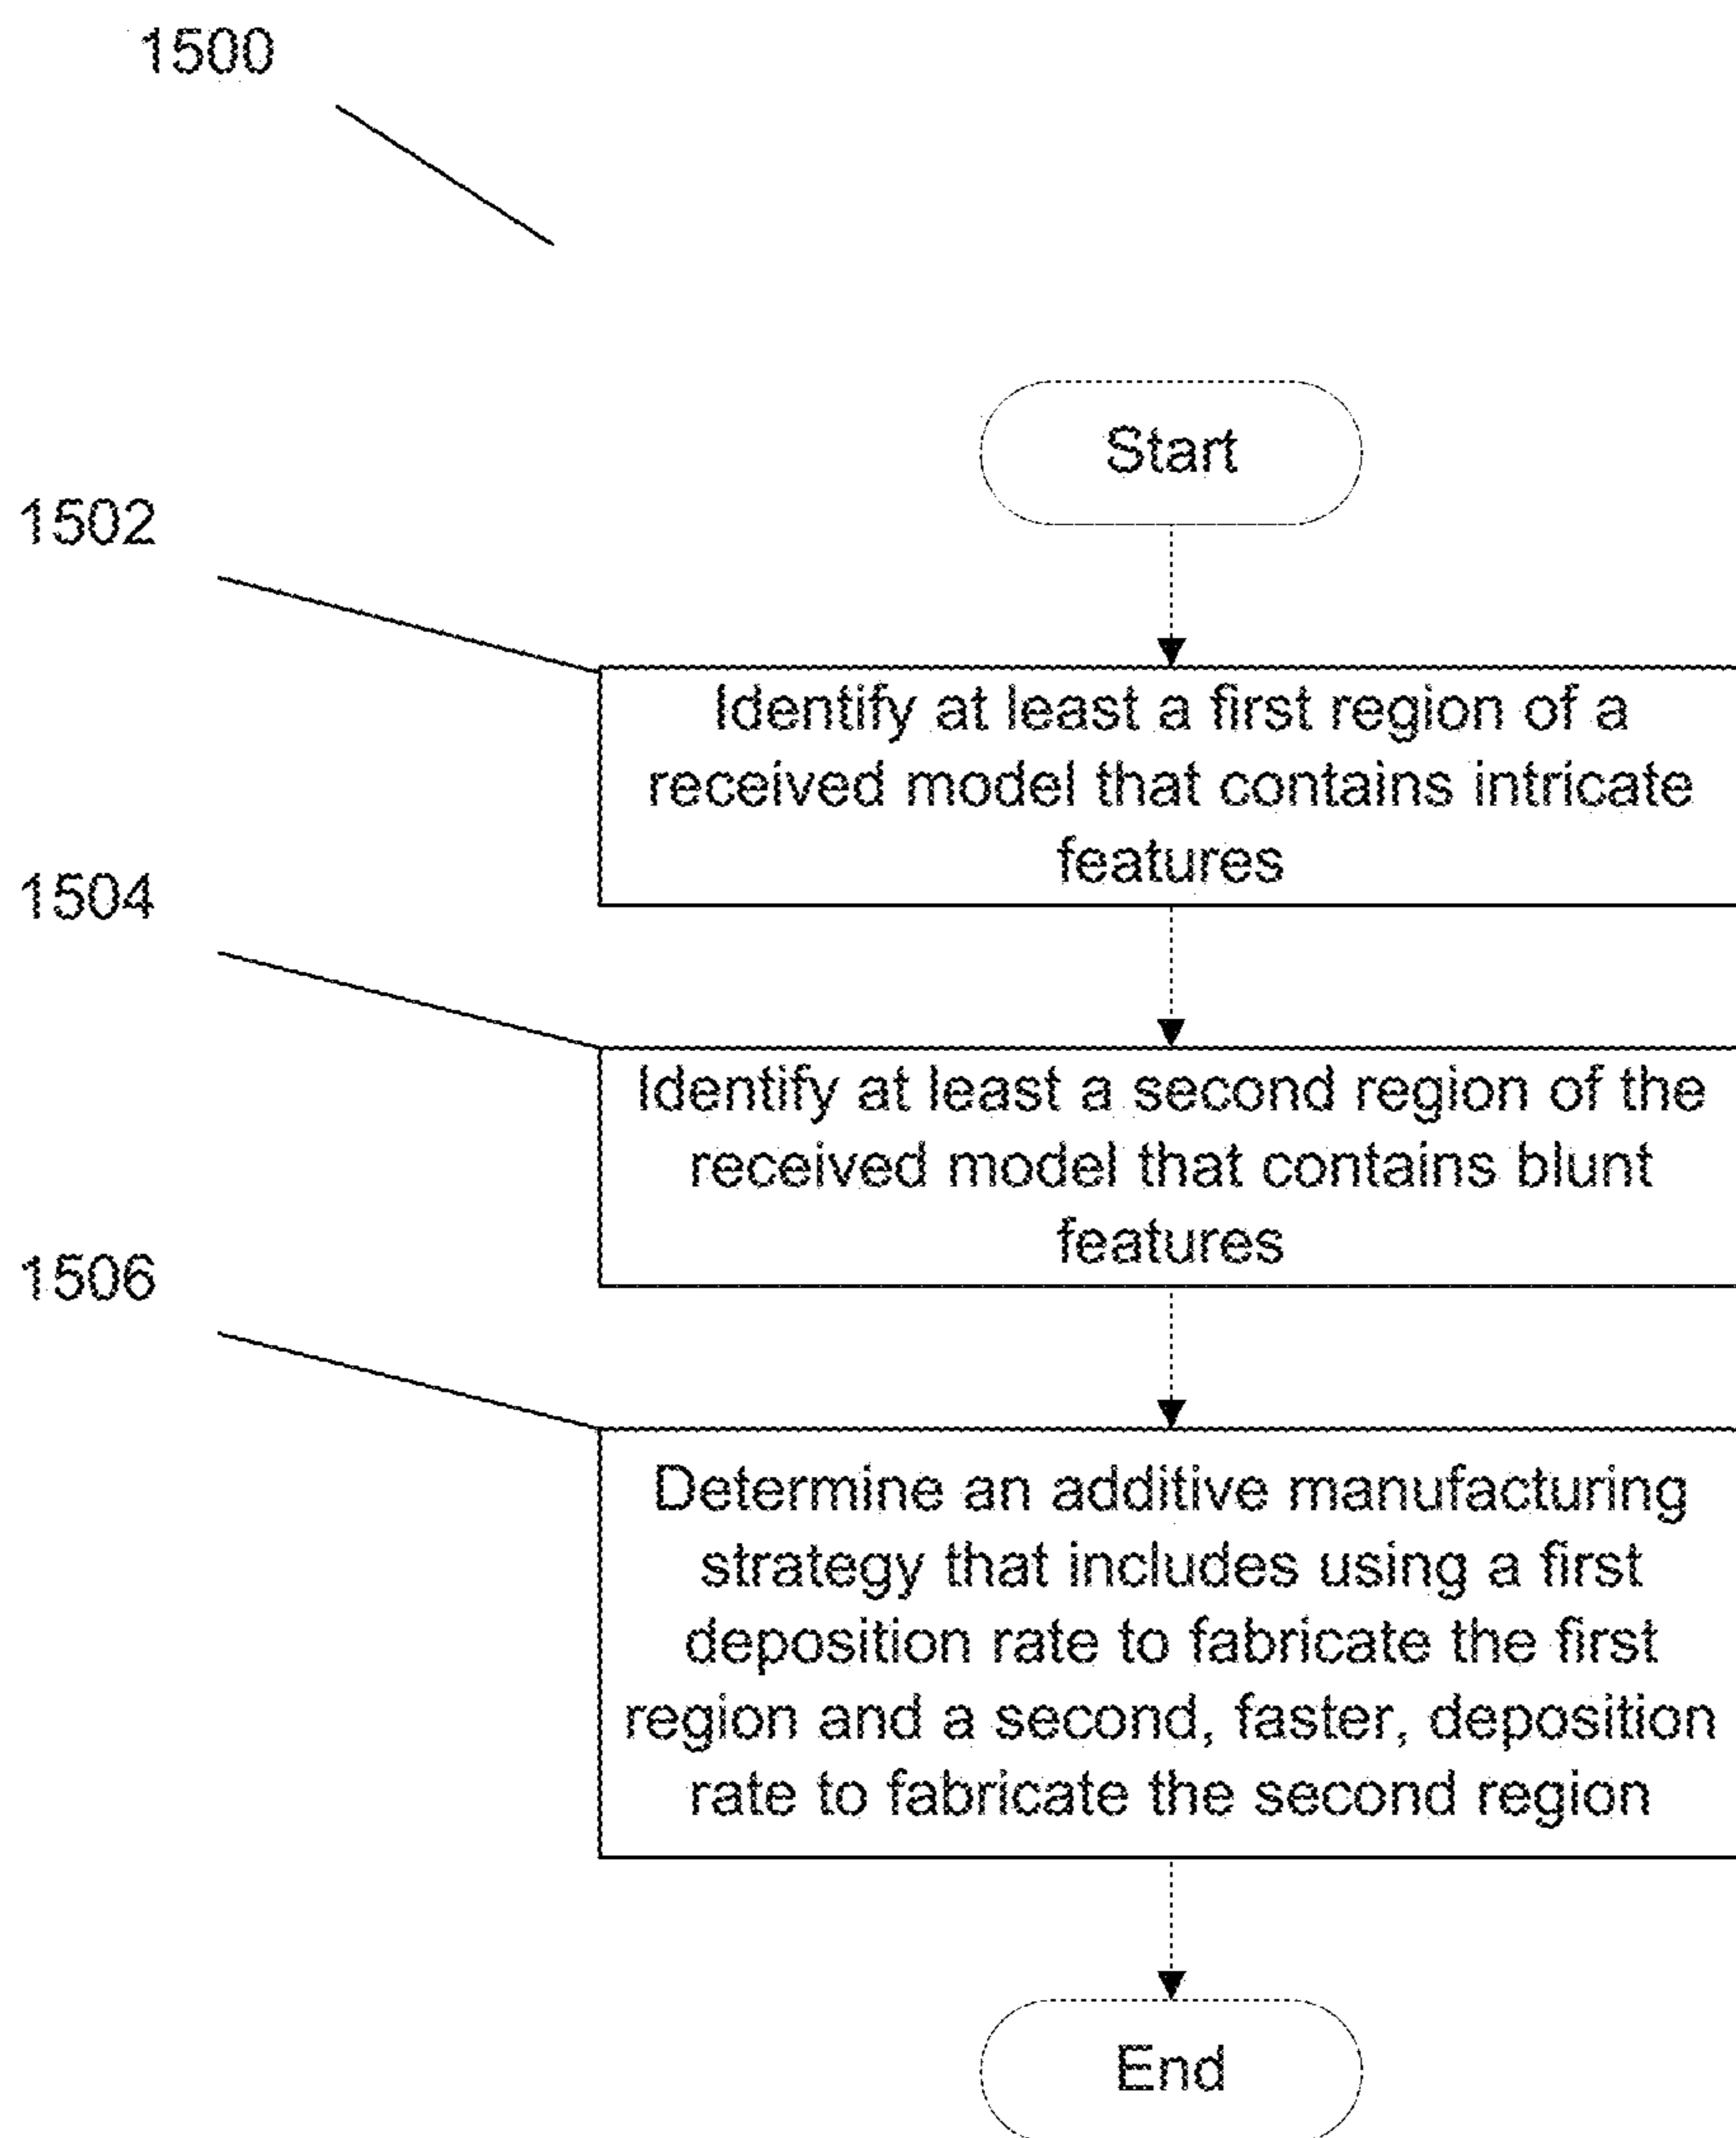 1500
Start
1502
Identify at least a first region of a
received model that contains intricate
features
1504
Identify at least a second region of the
received model that contains blunt
features
1506
Determine an additive manufacturing
strategy that includes using a first
deposition rate to fabricate the first
region and a second, faster, deposition
rate to fabricate the second region
End